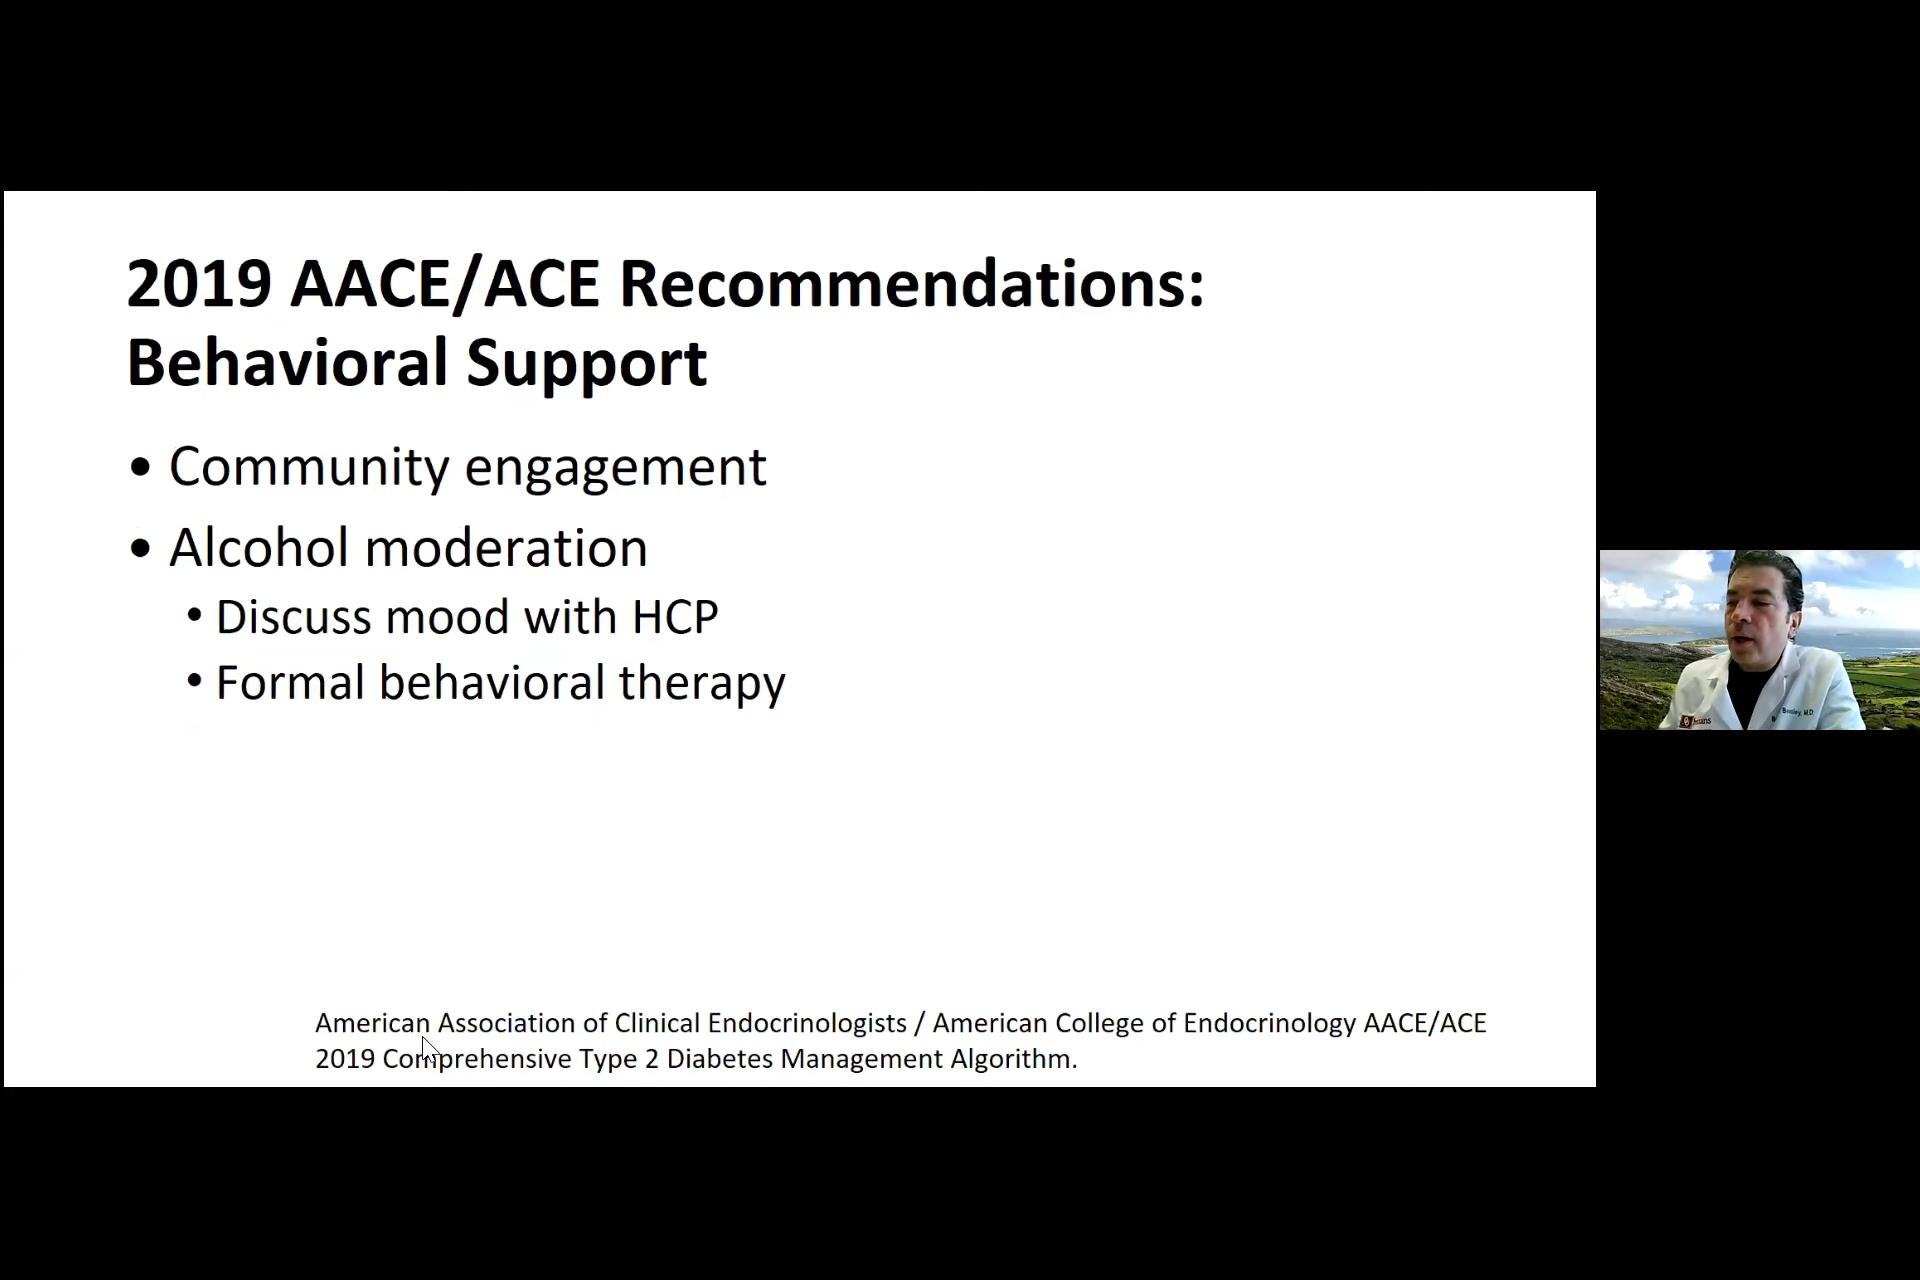 2019 AACE/ACE Recommendations:
Behavioral Support
• Community engagement
• Alcohol moderation
• Discuss mood with HCP
• Formal behavioral therapy
American Association of Clinical Endocrinologists / American College of Endocrinology AACE/ACE
2019 Comprehensive Type 2 Diabetes Management Algorithm.
M.D